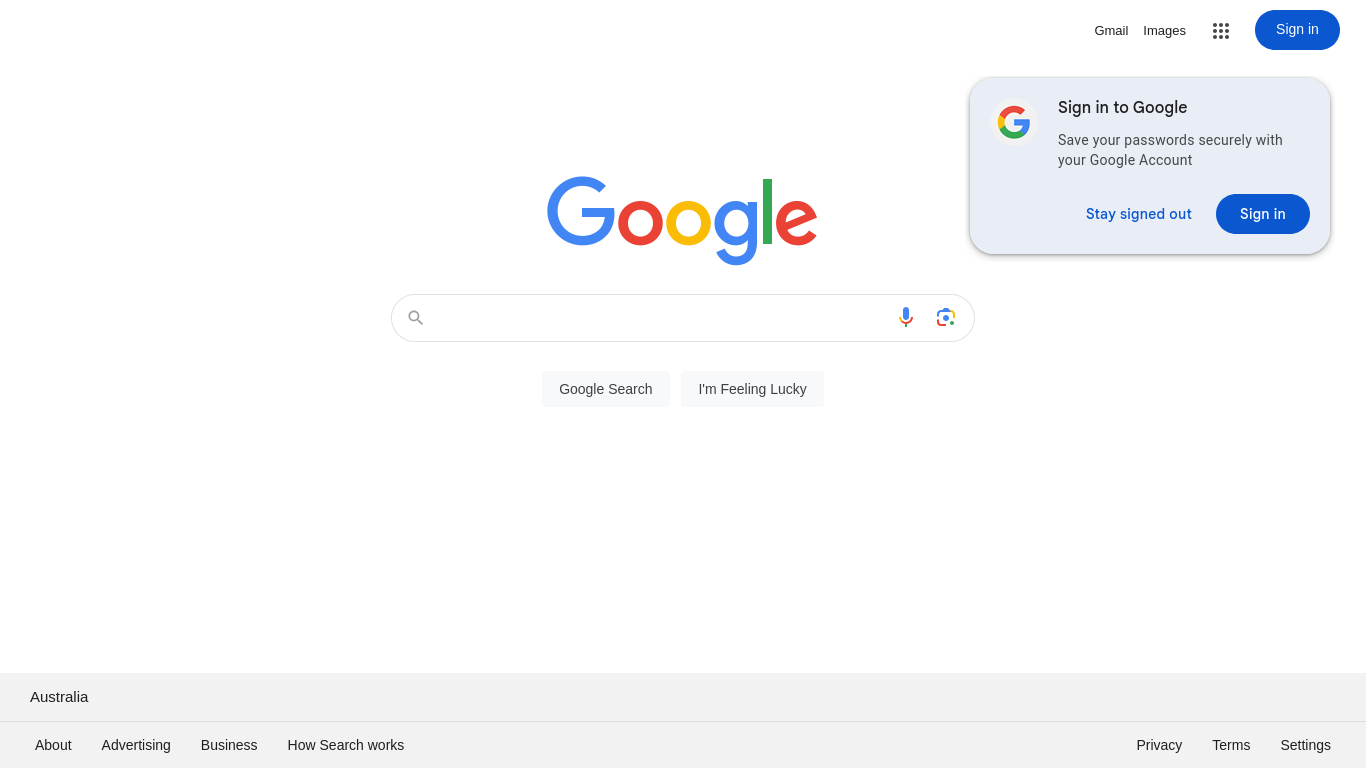 Gmail Images Sign in
Sign in to Google
Save your passwords securely with
your Google Account
Stay signed out Sign in
Google
Google Search I'm Feeling Lucky
Australia
About Advertising Business How Search works Privacy Terms Settings